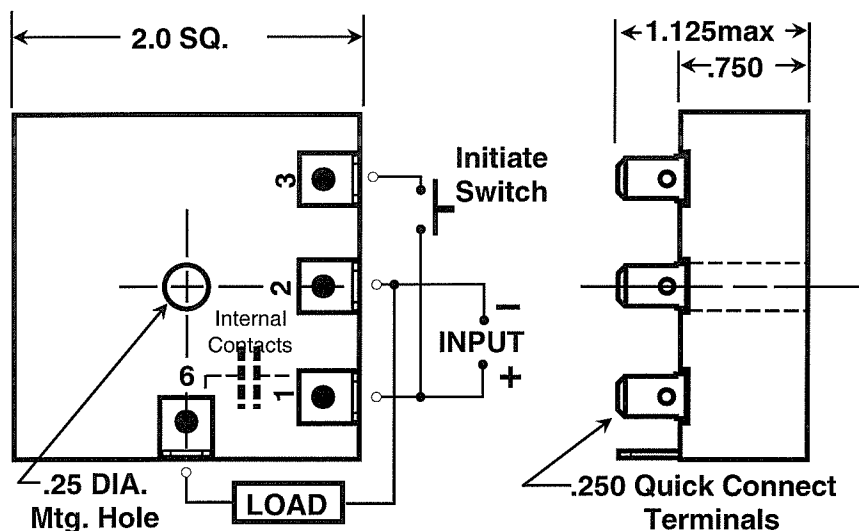 2.0 SQ.
1.125max
.750
3
Initiate
Switch
2
Internal
Contacts
−
INPUT
+
6
1
.25 DIA.
Mtg. Hole
LOAD
.250 Quick Connect
Terminals